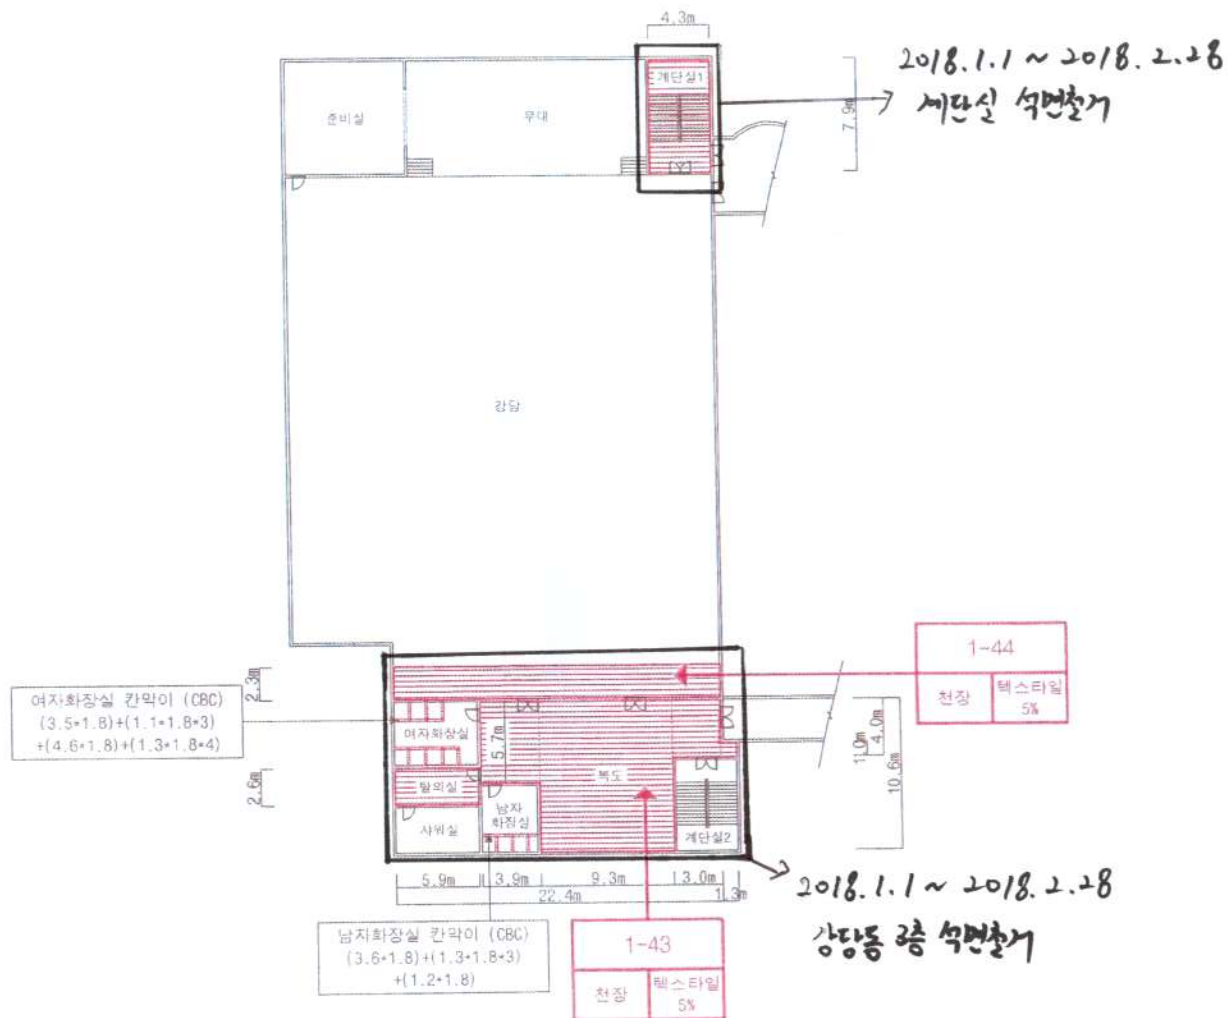 4.3m
2018.1.1 ~ 2018.2.28
계단실 석면철거
계단실1
7.9m
준비실
무대
강당
1-44
천장
텍스타일
5%
2.3m
여자화장실 칸막이 (CBC)
(3.5*1.8)+(1.1*1.8*3)
+(4.6*1.8)+(1.3*1.8*4)
여자화장실
5.7m
4.0m
1.0m
10.6m
복도
2.6m
탈의실
남자
화장실
샤워실
계단실2
5.9m
3.9m
9.3m
3.0m
1.3m
22.4m
2018.1.1 ~ 2018.2.28
강당동 3층 석면철거
남자화장실 칸막이 (CBC)
(3.6*1.8)+(1.3*1.8*3)
+(1.2*1.8)
1-43
천장
텍스타일
5%